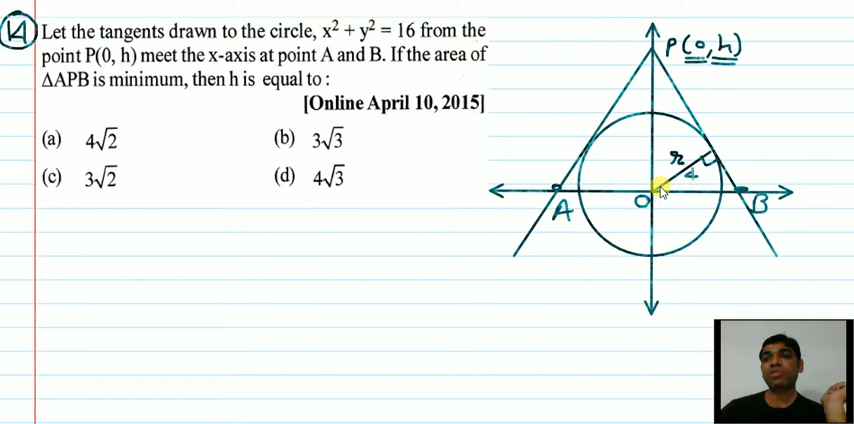 14 Let the tangents drawn to the circle, x² + y² = 16 from the
point P(0, h) meet the x-axis at point A and B. If the area of
ΔAPB is minimum, then h is equal to :
[Online April 10, 2015]
(a) 4√2 (b) 3√3
(c) 3√2 (d) 4√3
P(0, h)
r
4
A
O
B